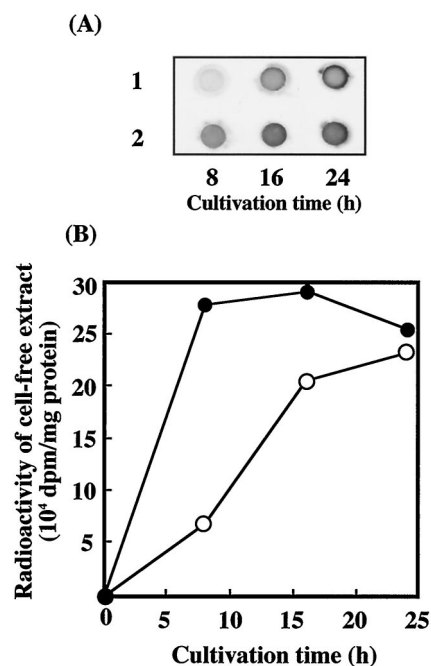 (A)
1
2
8 16 24
Cultivation time (h)
(B)
Radioactivity of cell-free extract
(10⁴ dpm/mg protein)
30
25
20
15
10
5
0 5 10 15 20 25
Cultivation time (h)